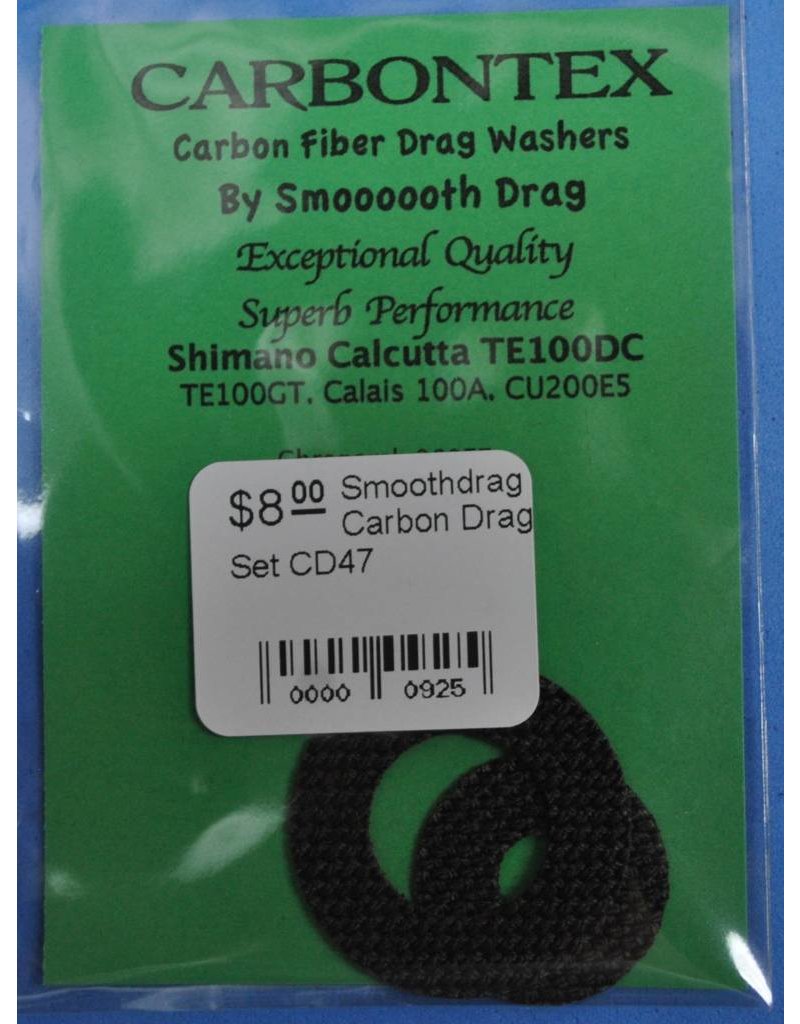 CARBONTEX
Carbon Fiber Drag Washers
By Smoooooth Drag
Exceptional Quality
Superb Performance
Shimano Calcutta TE100DC
TE100GT, Calais 100A, CU200E5
$8 00 Smoothdrag
Carbon Drag
Set CD47
0000 0925